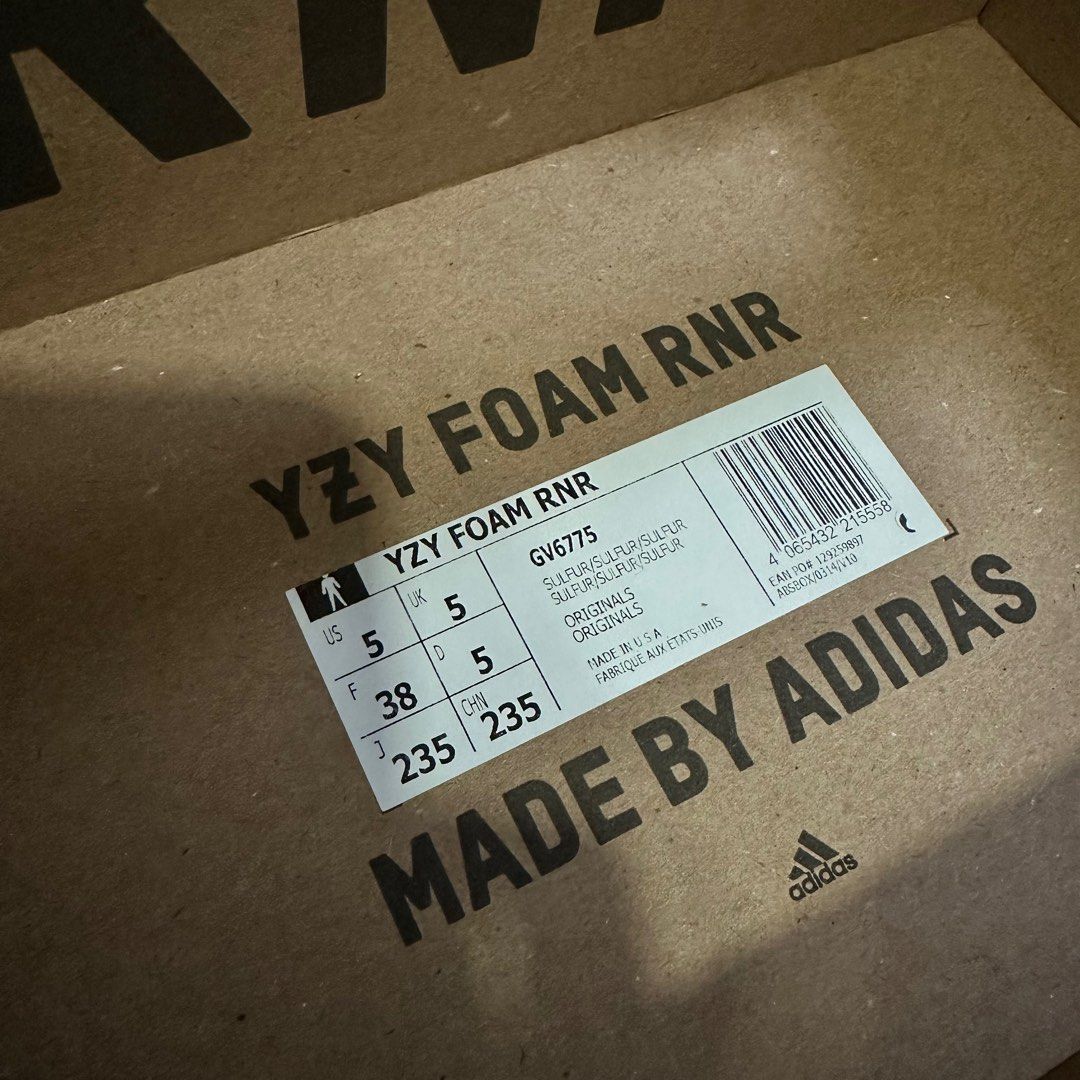 YƵY FOAM RNR
YZY FOAM RNR
US 5
UK 5
F 38
D 5
J 235
CHN 235
GV6775
SULFUR/SULFUR/SULFUR
SULFUR/SULFUR/SULFUR
ORIGINALS
ORIGINALS
MADE IN U S A
FABRIQUE AUX ÉTATS-UNIS
4 065432 215558
EAN PO# 129259897
ABSBOX/0314/V10
MADE BY ADIDAS
adidas